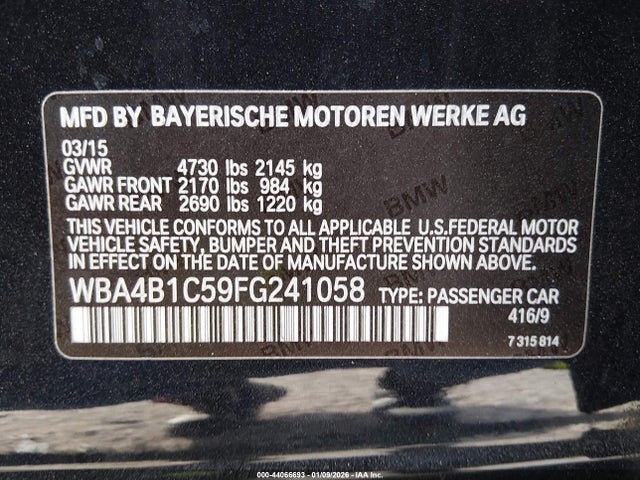 MFD BY BAYERISCHE MOTOREN WERKE AG
03/15
GVWR 4730 lbs 2145 kg
GAWR FRONT 2170 lbs 984 kg
GAWR REAR 2690 lbs 1220 kg
THIS VEHICLE CONFORMS TO ALL APPLICABLE U.S.FEDERAL MOTOR
VEHICLE SAFETY, BUMPER AND THEFT PREVENTION STANDARDS
IN EFFECT ON THE DATE OF MANUFACTURE SHOWN ABOVE.
WBA4B1C59FG241058 TYPE: PASSENGER CAR
416/9
7 315 814
000-44066693 - 01/09/2026 - IAA Inc.